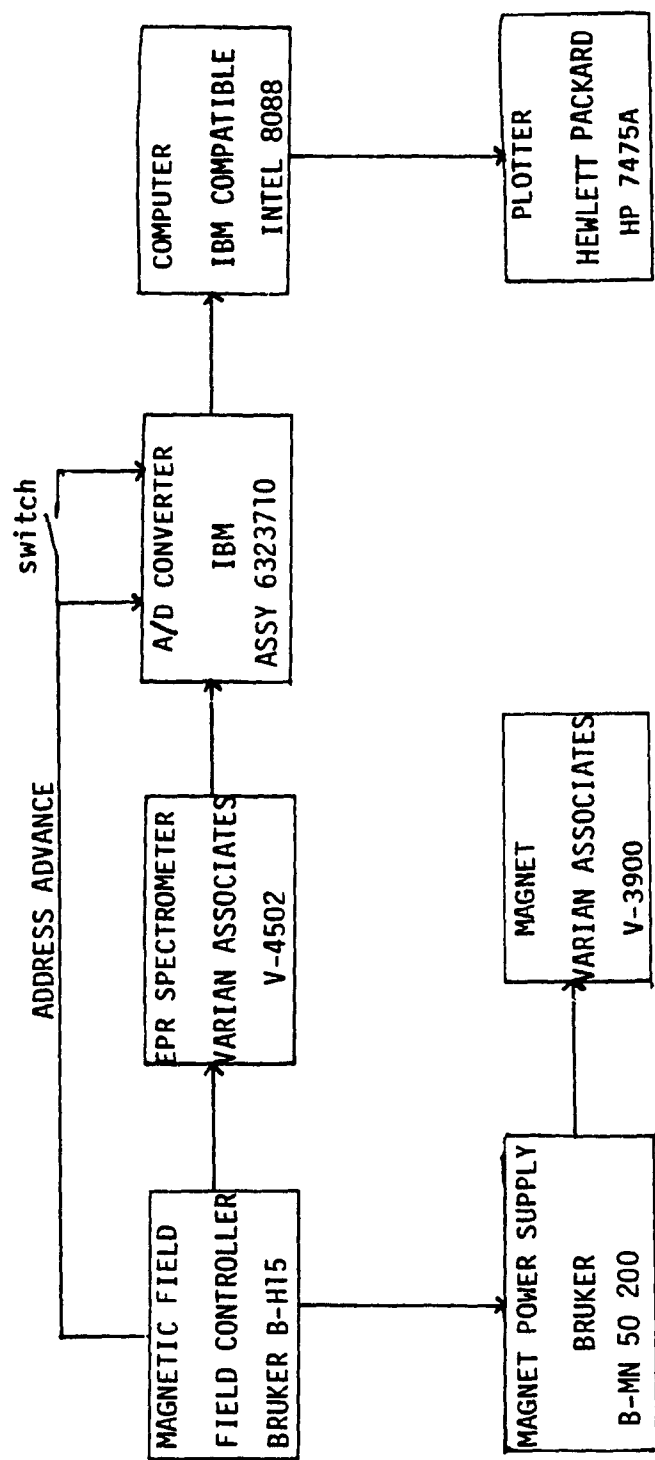 switch
ADDRESS ADVANCE
MAGNETIC FIELD
FIELD CONTROLLER
BRUKER B-H15
EPR SPECTROMETER
VARIAN ASSOCIATES
V-4502
A/D CONVERTER
IBM
ASSY 6323710
COMPUTER
IBM COMPATIBLE
INTEL 8088
MAGNET POWER SUPPLY
BRUKER
B-MN 50 200
MAGNET
VARIAN ASSOCIATES
V-3900
PLOTTER
HEWLETT PACKARD
HP 7475A